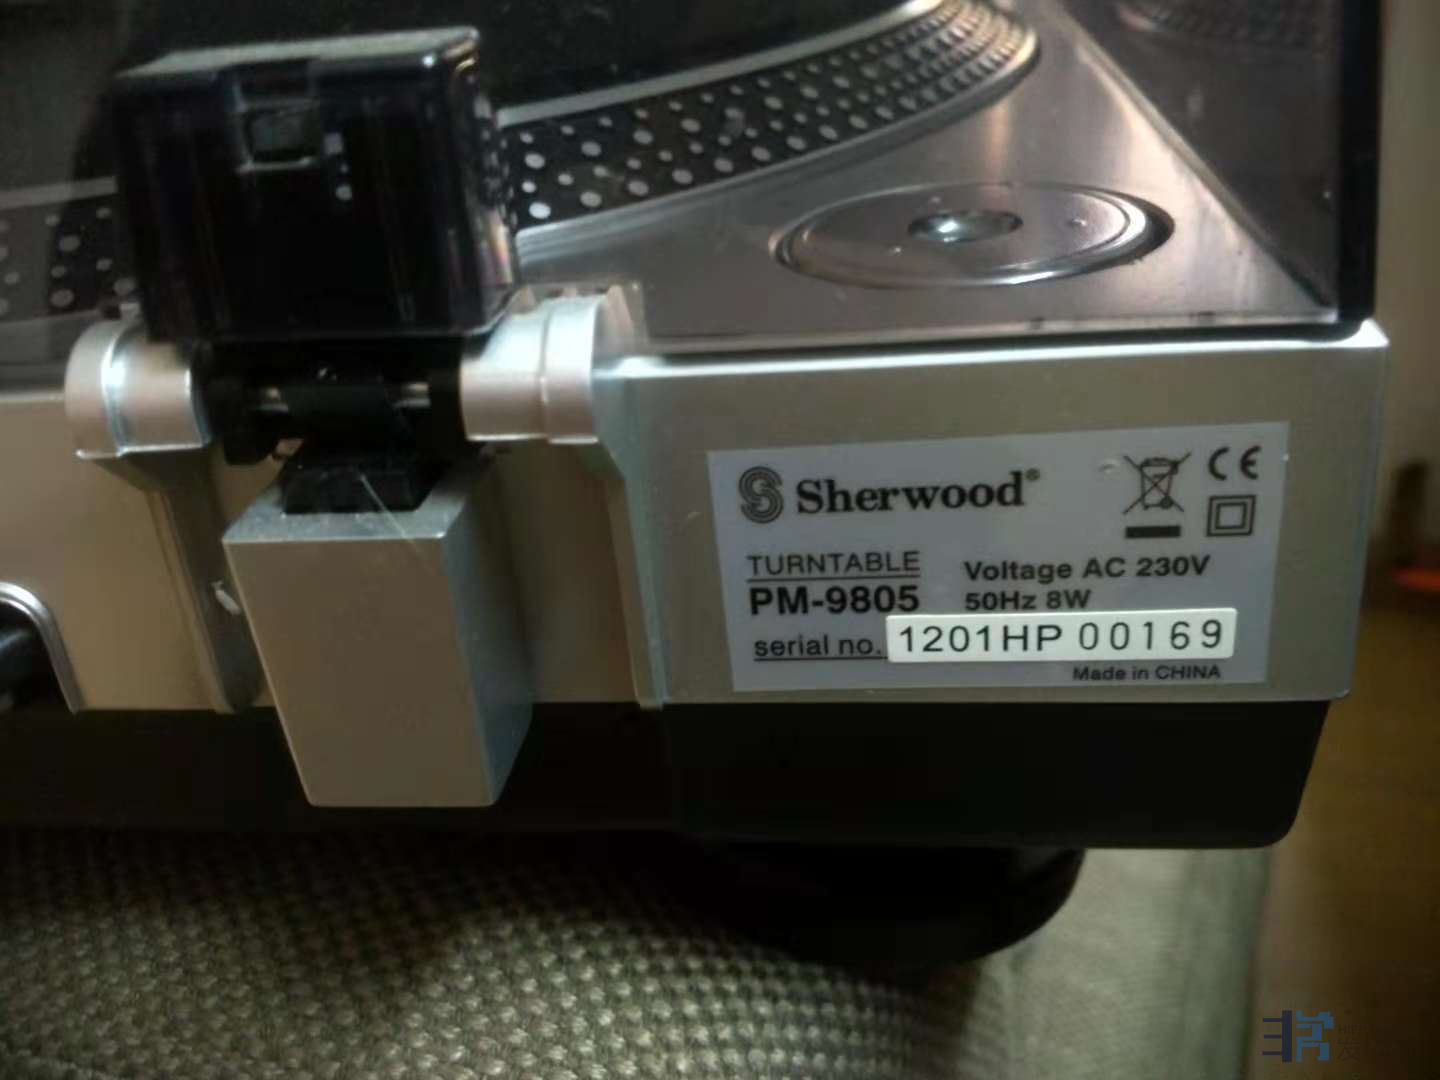 Sherwood®
CE
TURNTABLE
PM-9805
Voltage AC 230V
50Hz 8W
serial no. 1201HP 00169
Made in CHINA